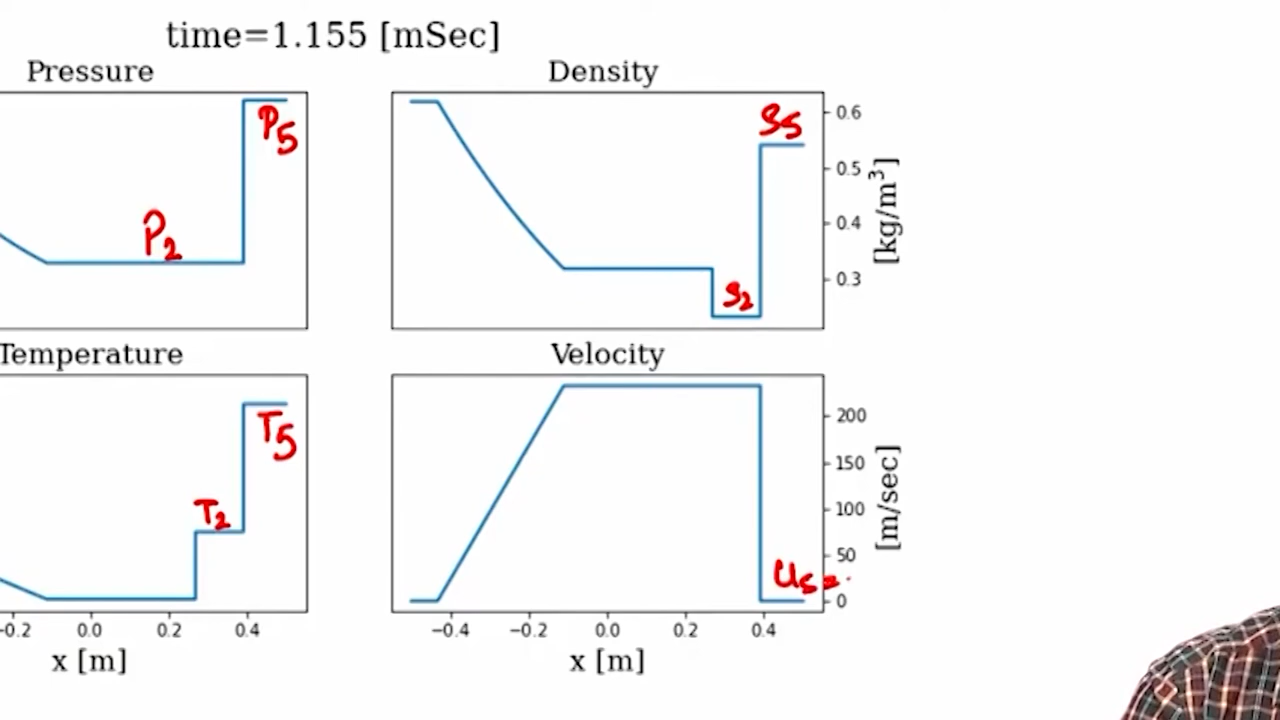 time=1.155 [mSec]
Pressure
Density
P5
P2
ρ5
ρ2
0.6
0.5
0.4
0.3
[kg/m³]
Temperature
Velocity
T5
T2
u5 =
200
150
100
50
0
[m/sec]
-0.2 0.0 0.2 0.4
x [m]
−0.4 −0.2 0.0 0.2 0.4
x [m]